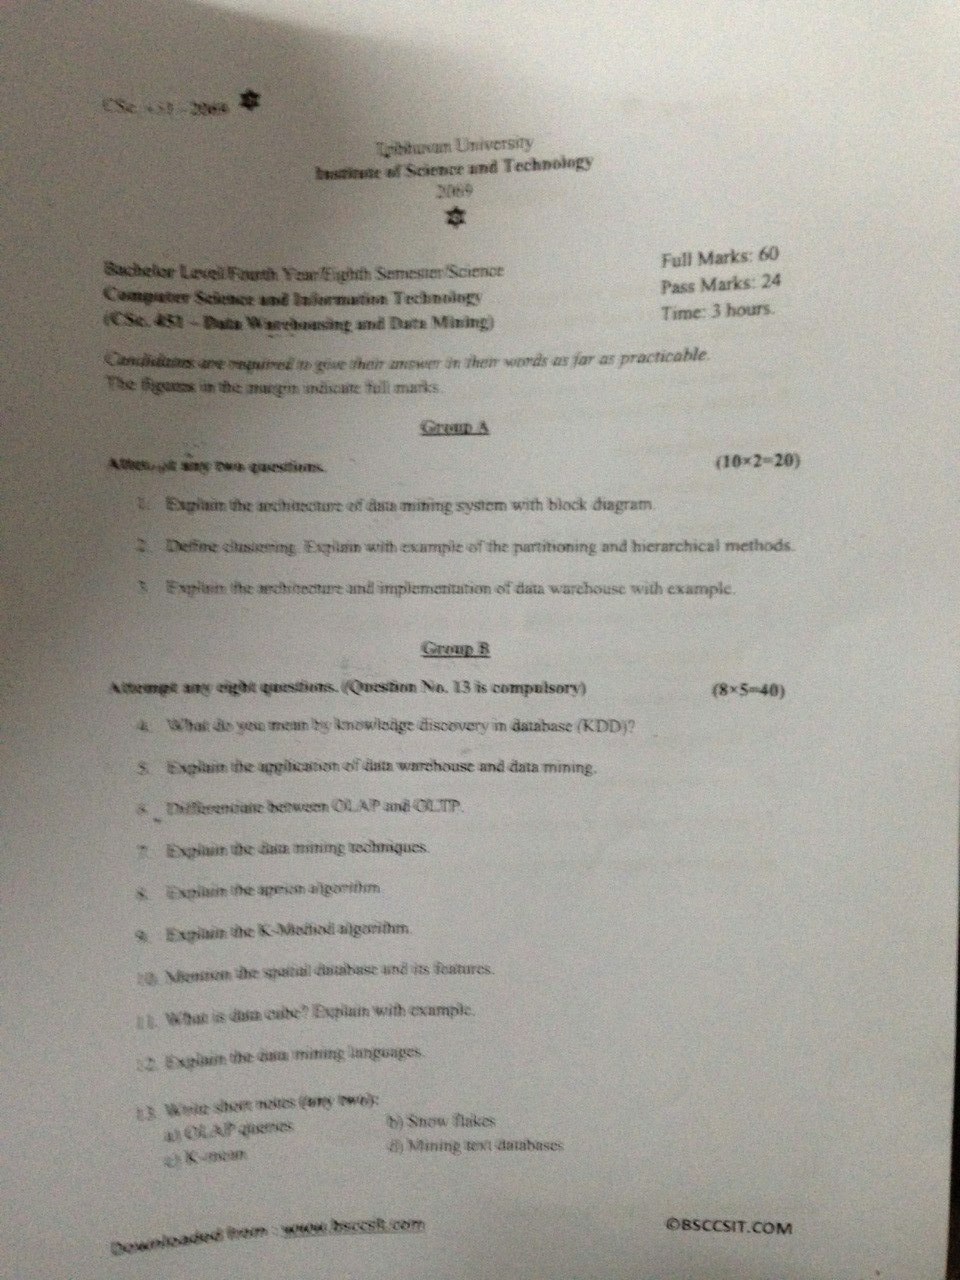 CSc. 451 - 2069
Tribhuvan University
Institute of Science and Technology
2069
Bachelor Level/Fourth Year/Eighth Semester/Science
Full Marks: 60
Computer Science and Information Technology
Pass Marks: 24
(CSc. 451 – Data Warehousing and Data Mining)
Time: 3 hours.
Candidates are required to give their answer in their words as far as practicable.
The figures in the margin indicate full marks.
Group A
Attempt any two questions.
(10×2=20)
1. Explain the architecture of data mining system with block diagram.
2. Define clustering. Explain with example of the partitioning and hierarchical methods.
3. Explain the architecture and implementation of data warehouse with example.
Group B
Attempt any eight questions. (Question No. 13 is compulsory)
(8×5=40)
4. What do you mean by knowledge discovery in database (KDD)?
5. Explain the application of data warehouse and data mining.
6. Differentiate between OLAP and OLTP.
7. Explain the data mining techniques.
8. Explain the apriori algorithm.
9. Explain the K-Method algorithm.
10. Mention the spatial database and its features.
11. What is data cube? Explain with example.
12. Explain the data mining languages.
13. Write short notes (any two):
a) OLAP queries
b) Snow flakes
c) K-mean
d) Mining text databases
Downloaded from : www.bsccsit.com
©BSCCSIT.COM